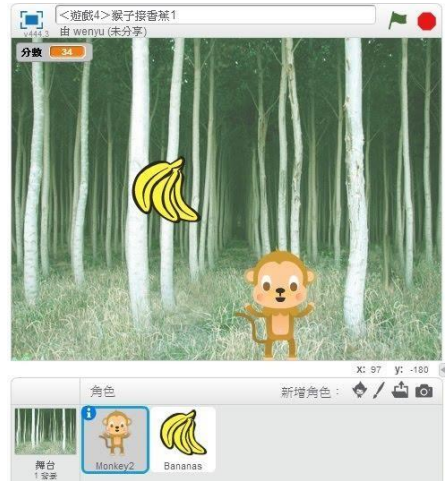 <遊戲4>猴子接香蕉1
v444.3
由 wenyu (未分享)
分數 34
x: 97 y: -180
角色
新增角色：
舞台
1 背景
Monkey2
Bananas